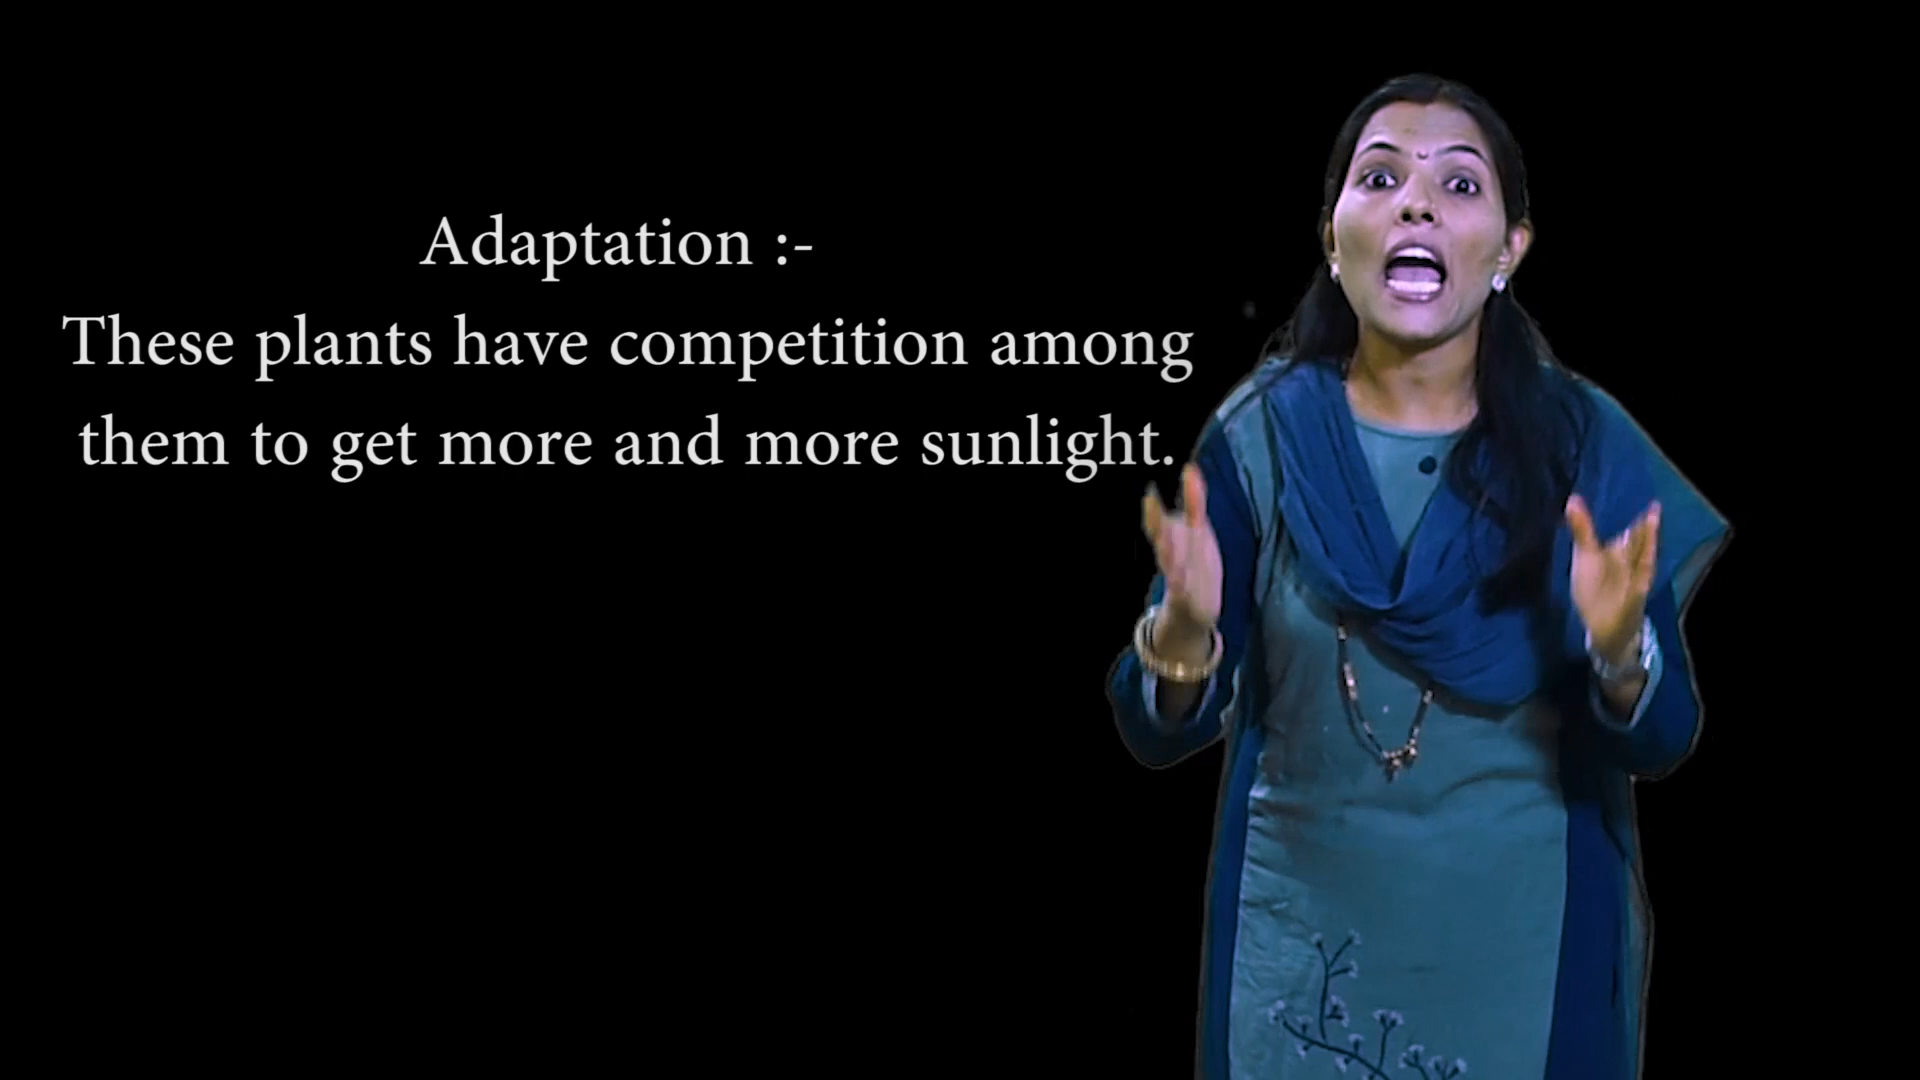 Adaptation :-
These plants have competition among
them to get more and more sunlight.